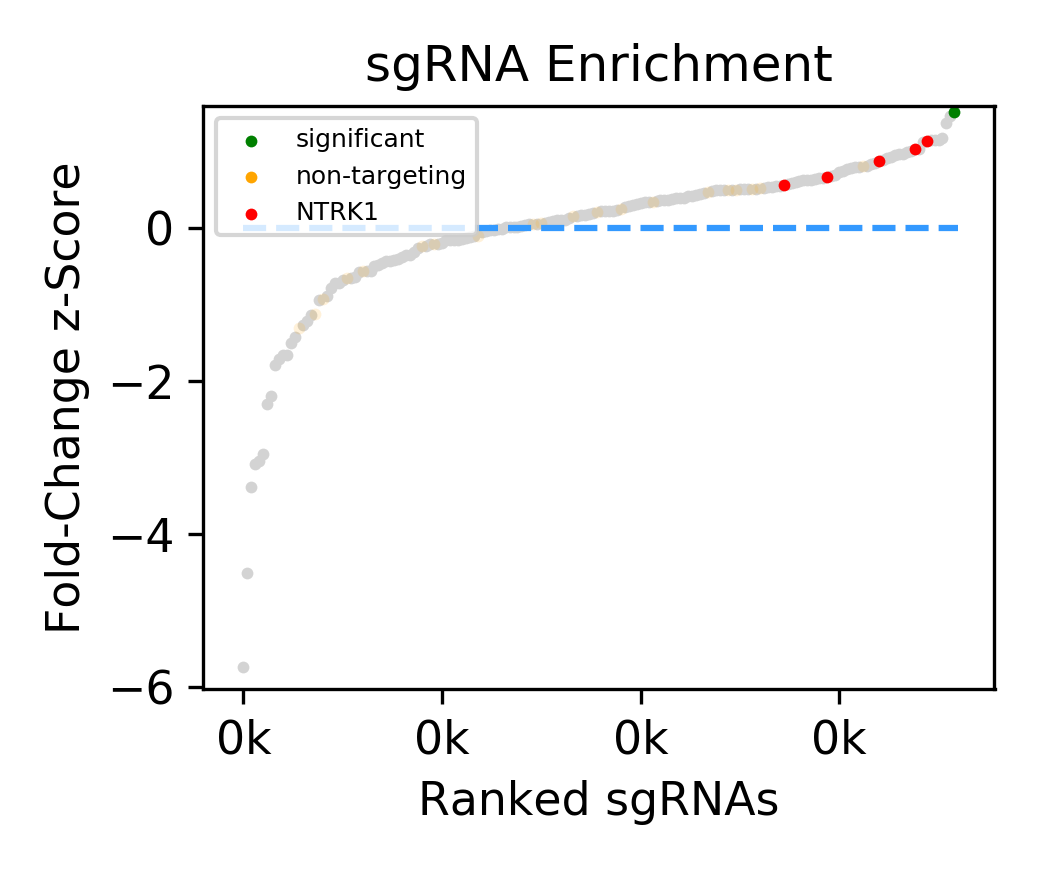 sgRNA Enrichment
significant
non-targeting
NTRK1
Fold-Change z-Score
0
−2
−4
−6
0k 0k 0k 0k
Ranked sgRNAs